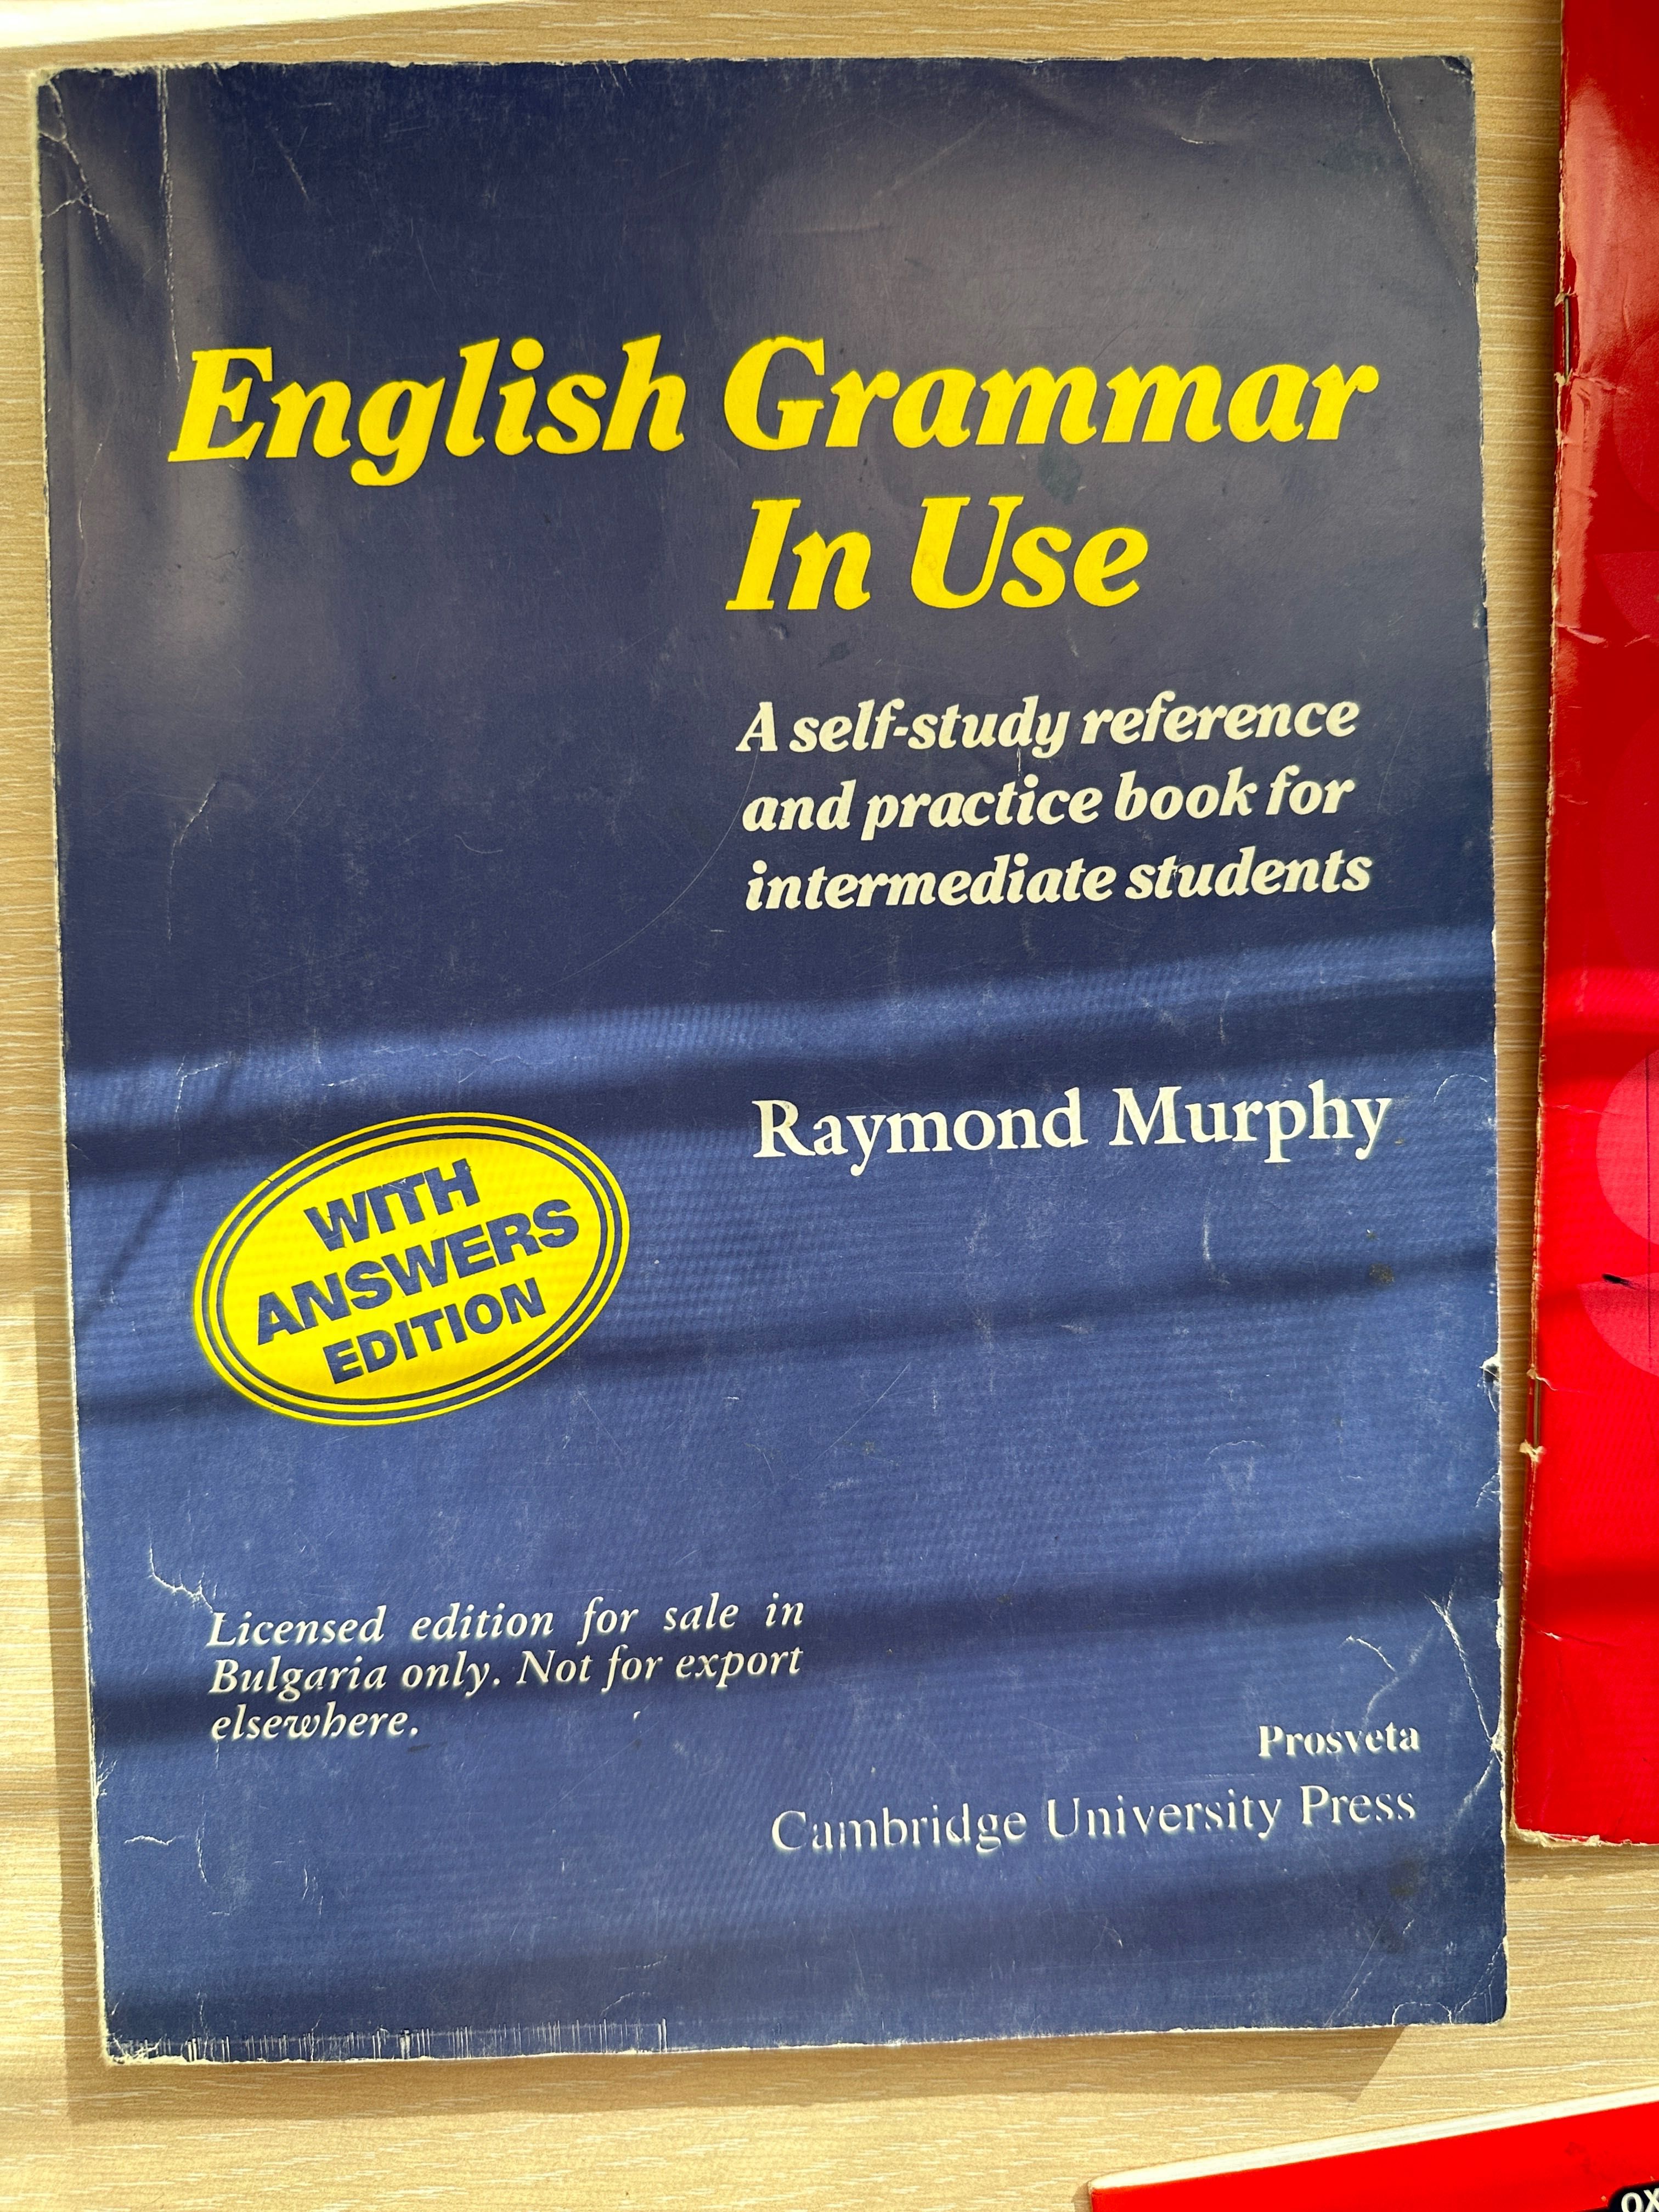 English Grammar
In Use
A self-study reference
and practice book for
intermediate students
Raymond Murphy
WITH
ANSWERS
EDITION
Licensed edition for sale in
Bulgaria only. Not for export
elsewhere.
Prosveta
Cambridge University Press